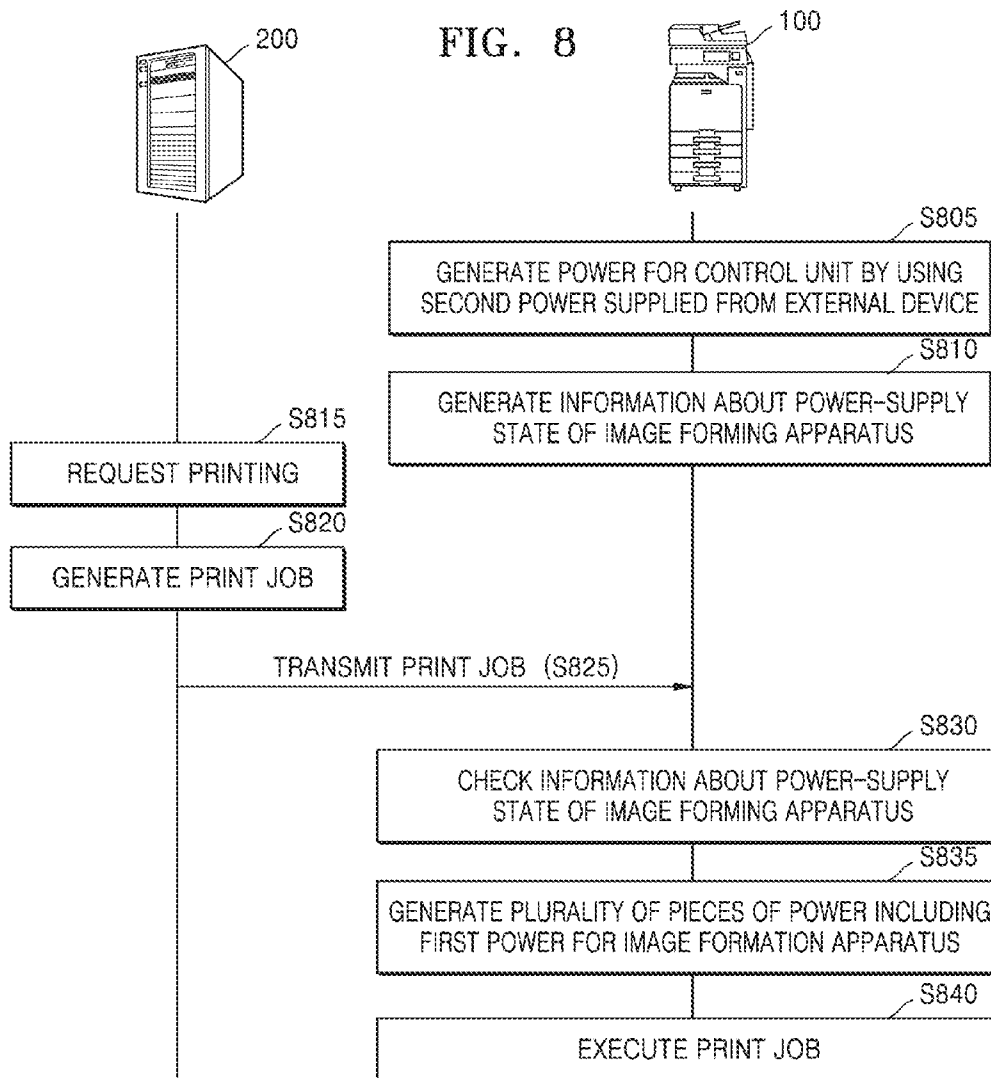 FIG. 8
200
100
S805
GENERATE POWER FOR CONTROL UNIT BY USING
SECOND POWER SUPPLIED FROM EXTERNAL DEVICE
S810
GENERATE INFORMATION ABOUT POWER-SUPPLY
STATE OF IMAGE FORMING APPARATUS
S815
REQUEST PRINTING
S820
GENERATE PRINT JOB
TRANSMIT PRINT JOB (S825)
S830
CHECK INFORMATION ABOUT POWER-SUPPLY
STATE OF IMAGE FORMING APPARATUS
S835
GENERATE PLURALITY OF PIECES OF POWER INCLUDING
FIRST POWER FOR IMAGE FORMATION APPARATUS
S840
EXECUTE PRINT JOB